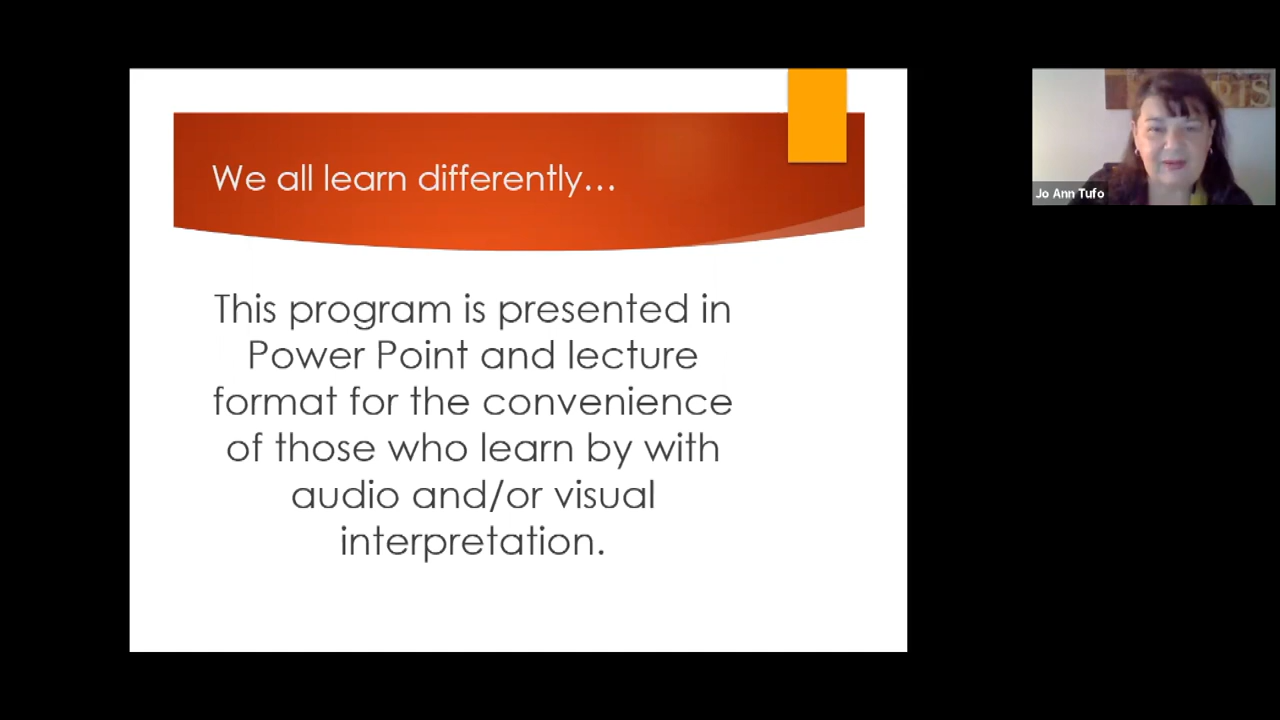 We all learn differently...
This program is presented in
Power Point and lecture
format for the convenience
of those who learn by with
audio and/or visual
interpretation.
Jo Ann Tufo